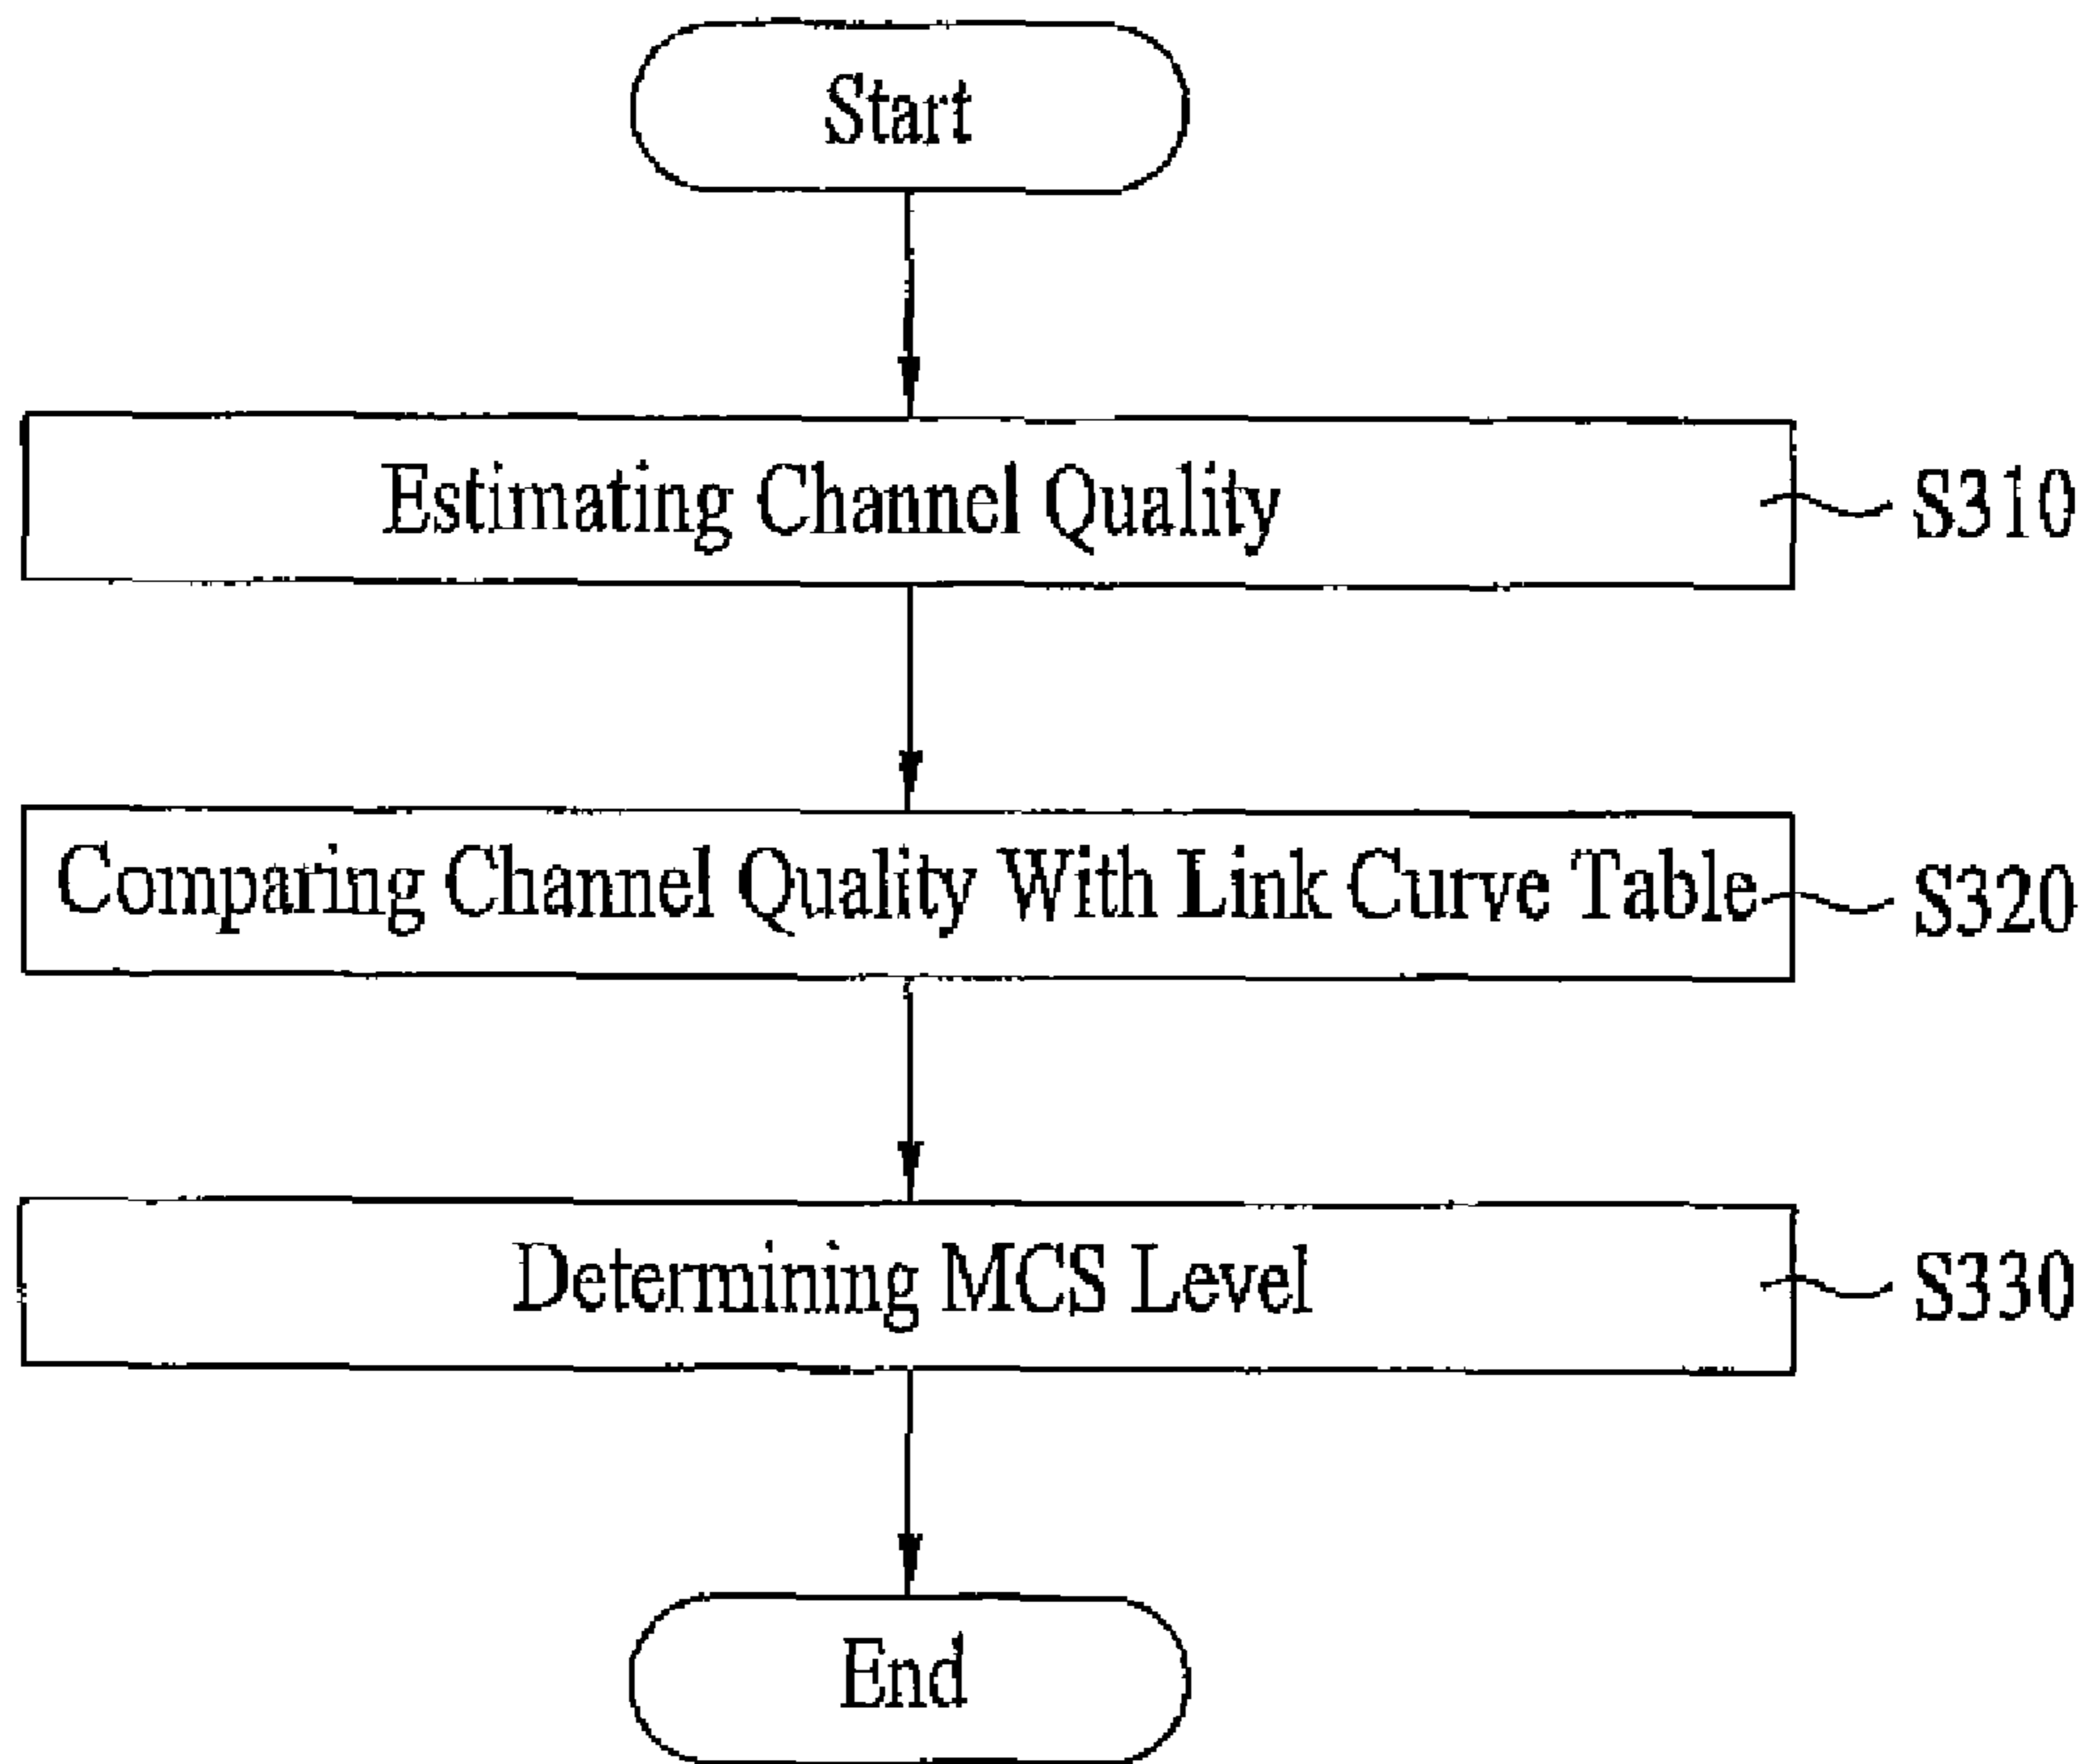 Start
Estimating Channel Quality
S310
Comparing Channel Quality With Link Curve Table
S320
Determining MCS Level
S330
End